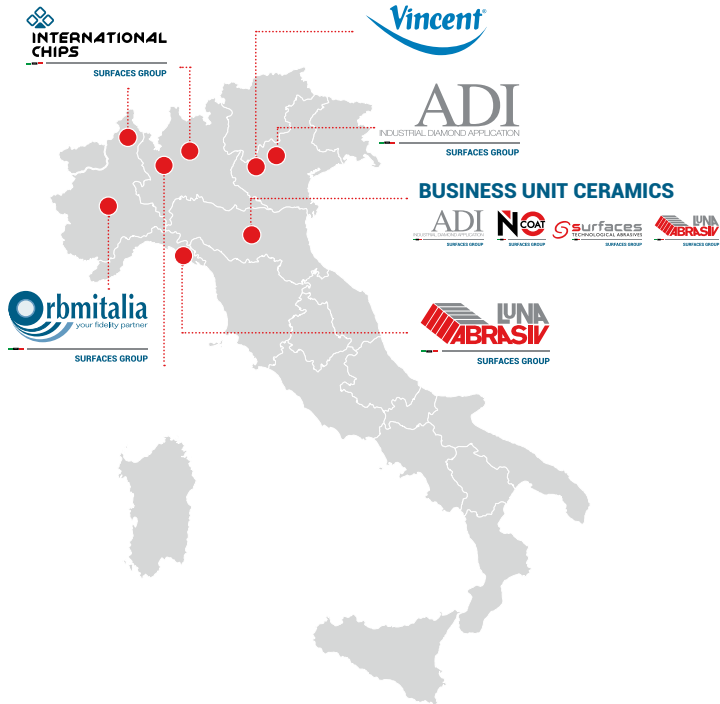 INTERNATIONAL
CHIPS
SURFACES GROUP
Vincent®
ADI
INDUSTRIAL DIAMOND APPLICATION
SURFACES GROUP
BUSINESS UNIT CERAMICS
ADI
INDUSTRIAL DIAMOND APPLICATION
SURFACES GROUP
NO COAT
SURFACES GROUP
surfaces
TECHNOLOGICAL ABRASIVES
SURFACES GROUP
LUNA
ABRASIV
SURFACES GROUP
Orbmitalia
your fidelity partner
SURFACES GROUP
LUNA
ABRASIV
SURFACES GROUP